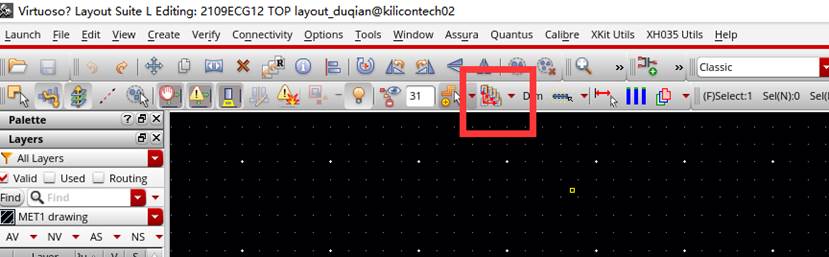 Virtuoso? Layout Suite L Editing: 2109ECG12 TOP layout_duqian@kilicontech02
Launch File Edit View Create Verify Connectivity Options Tools Window Assura Quantus Calibre XKit Utils XH035 Utils Help
» » Classic
31 (F)Select:1 Sel(N):0
Palette
Layers
All Layers
Valid Used Routing
Find Find
MET1 drawing
AV NV AS NS
Layer V S